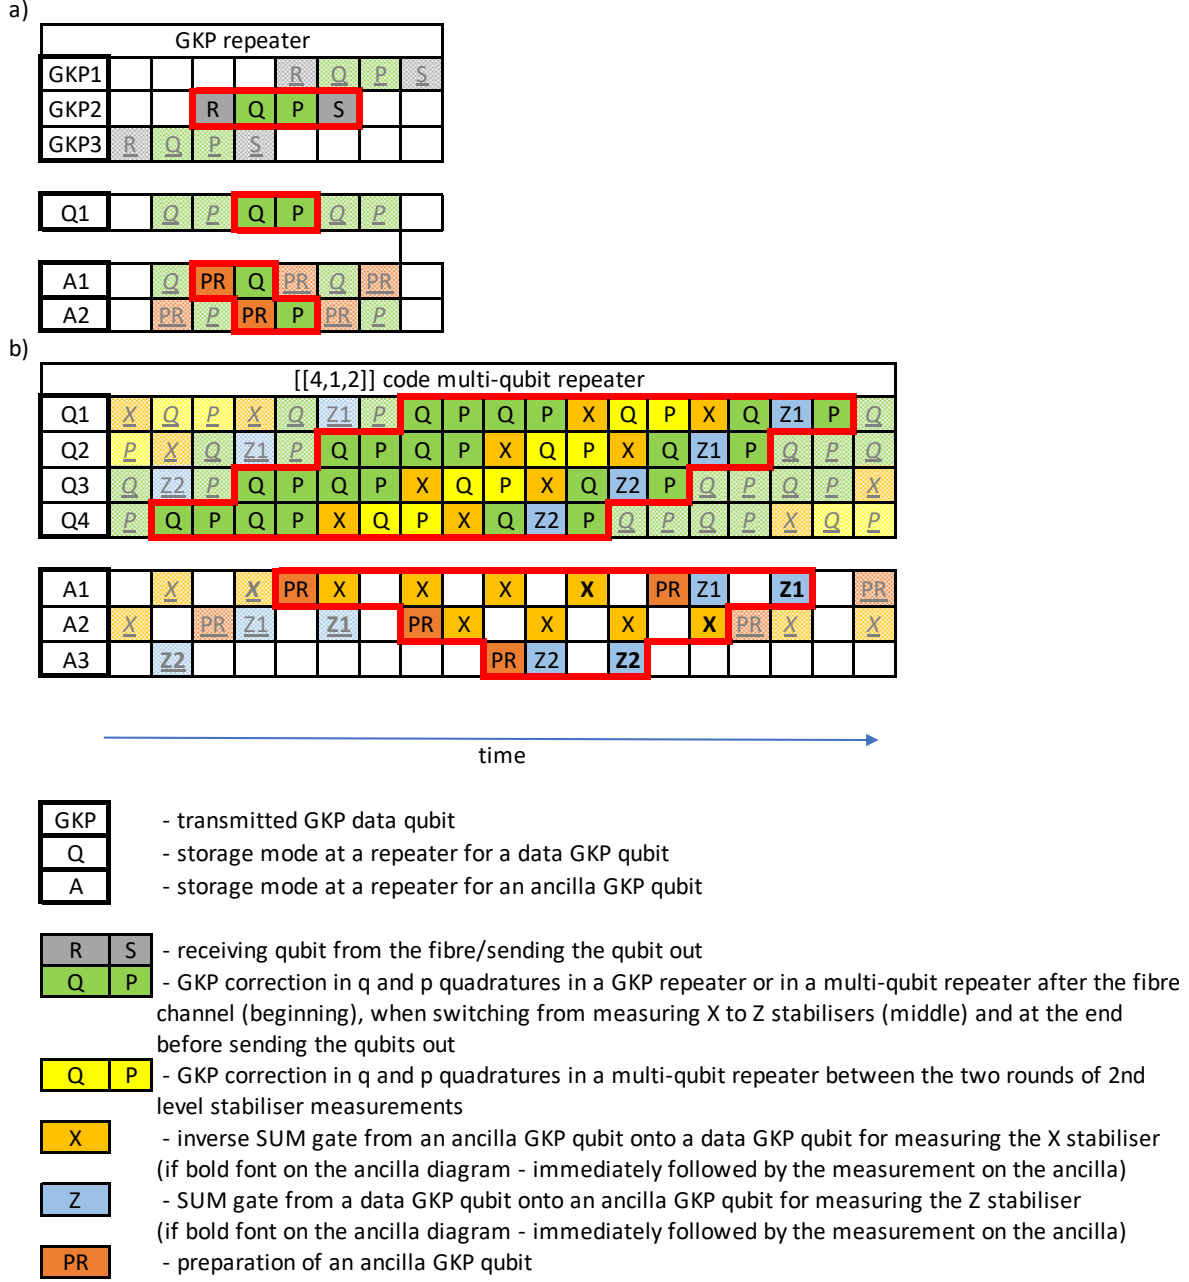 a)
GKP repeater
GKP1 R Q P S
GKP2 R Q P S
GKP3 R Q P S
Q1 Q P Q P Q P
A1 Q PR Q PR Q PR
A2 PR P PR P PR P
b)
[[4,1,2]] code multi-qubit repeater
Q1 X Q P X Q Z1 P Q P Q P X Q P X Q Z1 P Q
Q2 P X Q Z1 P Q P Q P X Q P X Q Z1 P Q P Q
Q3 Q Z2 P Q P Q P X Q P X Q Z2 P Q P Q P X
Q4 P Q P Q P X Q P X Q Z2 P Q P Q P X Q P
A1 X X PR X X X X PR Z1 Z1 PR
A2 X PR Z1 Z1 PR X X X X PR X X
A3 Z2 PR Z2 Z2
time
GKP - transmitted GKP data qubit
Q - storage mode at a repeater for a data GKP qubit
A - storage mode at a repeater for an ancilla GKP qubit
R S - receiving qubit from the fibre/sending the qubit out
Q P - GKP correction in q and p quadratures in a GKP repeater or in a multi-qubit repeater after the fibre
channel (beginning), when switching from measuring X to Z stabilisers (middle) and at the end
before sending the qubits out
Q P - GKP correction in q and p quadratures in a multi-qubit repeater between the two rounds of 2nd
level stabiliser measurements
X - inverse SUM gate from an ancilla GKP qubit onto a data GKP qubit for measuring the X stabiliser
(if bold font on the ancilla diagram - immediately followed by the measurement on the ancilla)
Z - SUM gate from a data GKP qubit onto an ancilla GKP qubit for measuring the Z stabiliser
(if bold font on the ancilla diagram - immediately followed by the measurement on the ancilla)
PR - preparation of an ancilla GKP qubit